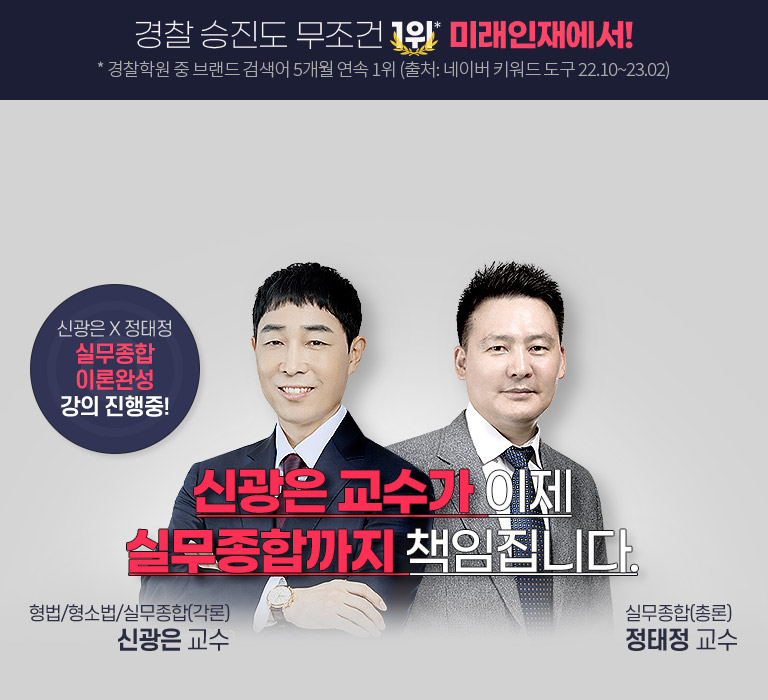 경찰 승진도 무조건 1위* 미래인재에서!
* 경찰학원 중 브랜드 검색어 5개월 연속 1위 (출처: 네이버 키워드 도구 22.10~23.02)
신광은 X 정태정
실무종합
이론완성
강의 진행중!
신광은 교수가 이제
실무종합까지 책임집니다.
형법/형소법/실무종합(각론)
신광은 교수
실무종합(총론)
정태정 교수